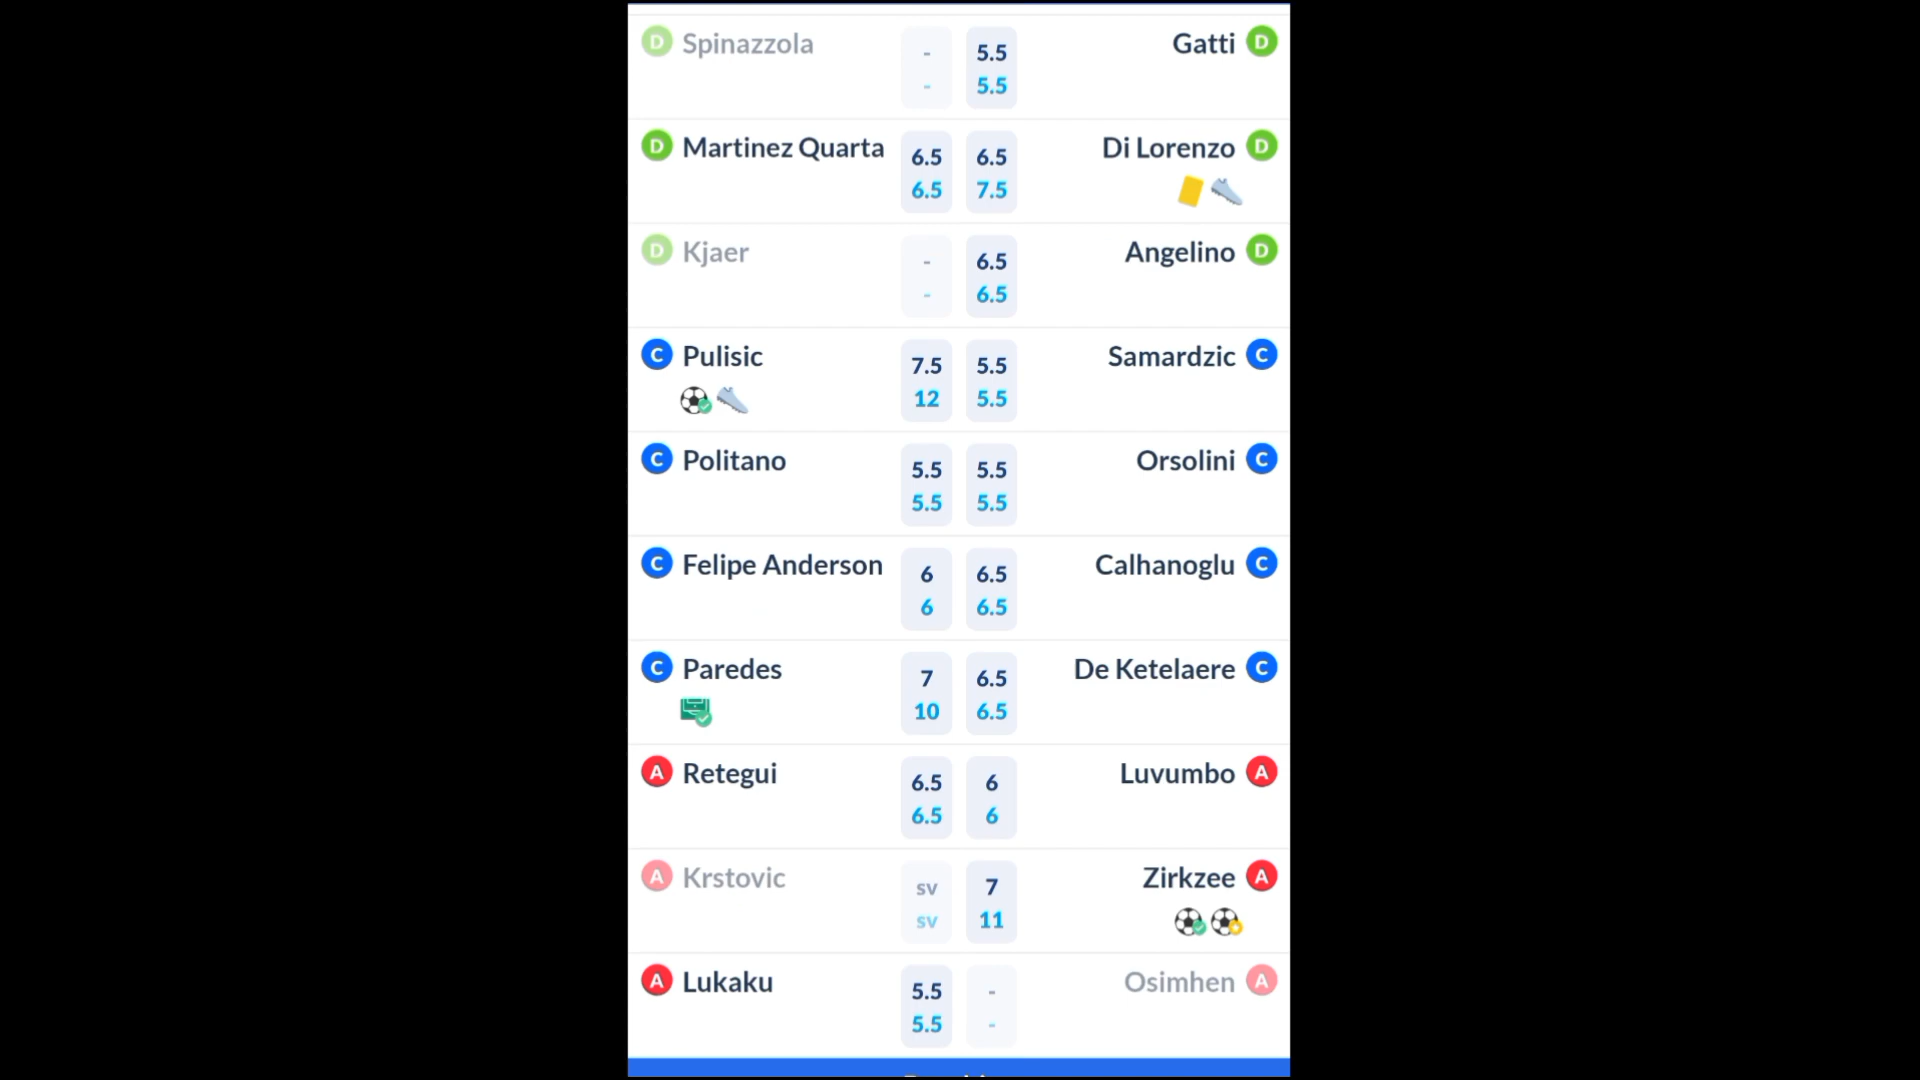 D Spinazzola - 5.5 Gatti D
- 5.5
D Martinez Quarta 6.5 6.5 Di Lorenzo D
6.5 7.5
D Kjaer - 6.5 Angelino D
- 6.5
C Pulisic 7.5 5.5 Samardzic C
12 5.5
C Politano 5.5 5.5 Orsolini C
5.5 5.5
C Felipe Anderson 6 6.5 Calhanoglu C
6 6.5
C Paredes 7 6.5 De Ketelaere C
10 6.5
A Retegui 6.5 6 Luvumbo A
6.5 6
A Krstovic sv 7 Zirkzee A
sv 11
A Lukaku 5.5 - Osimhen A
5.5 -